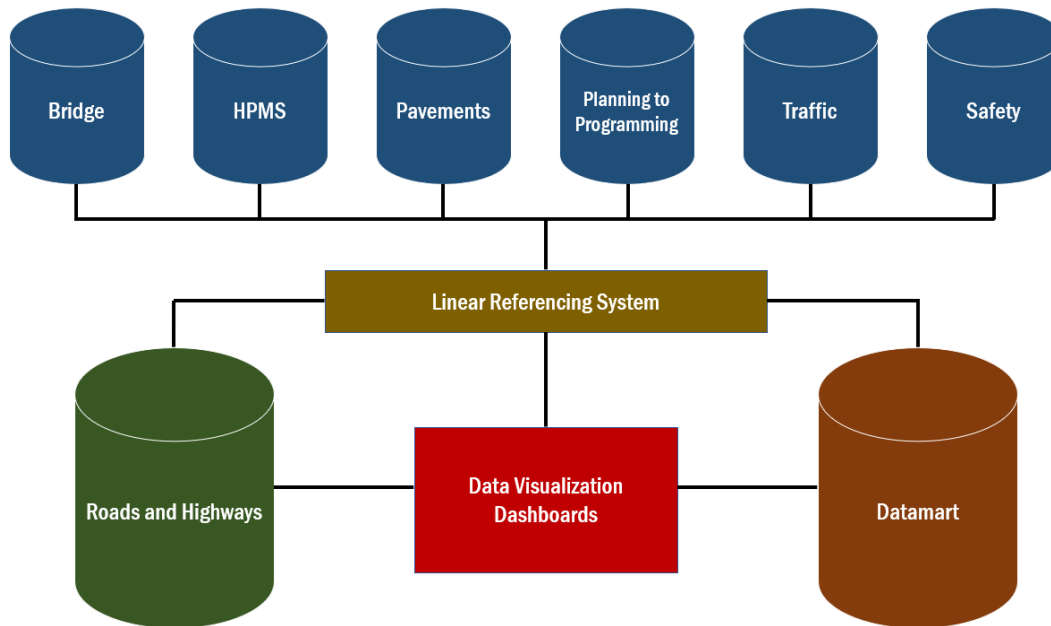 Bridge
HPMS
Pavements
Planning to
Programming
Traffic
Safety
Linear Referencing System
Roads and Highways
Data Visualization
Dashboards
Datamart